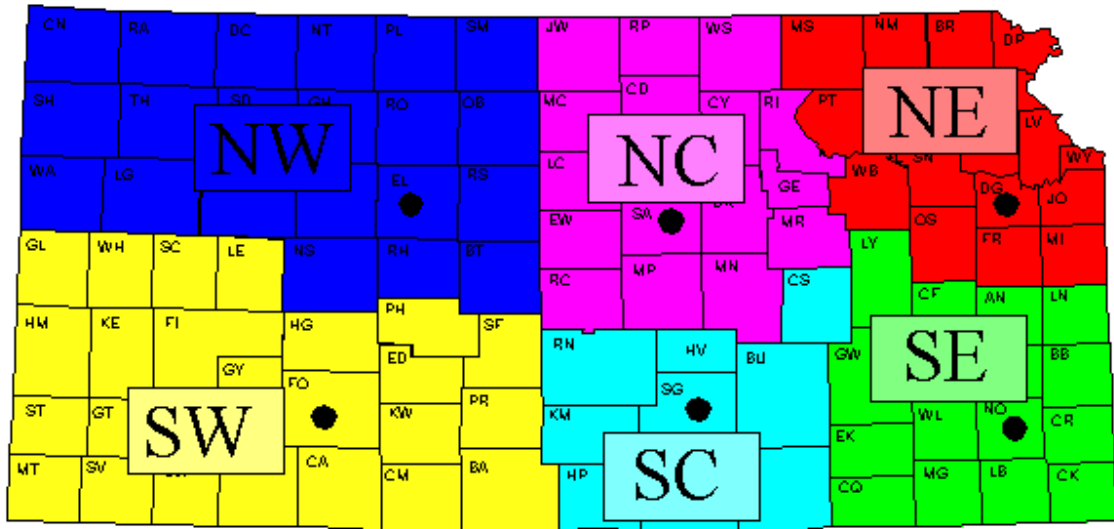 CN RA DC NT PL SM JW RP WS MS NM BR DP
SH TH RO OB MC CD CY RI PT LV
NW NC NE
WA LG EL RS LC GE WB DG JO WY
EW SA MR OS
GL WH SC LE NS RH BT RC MP MN CS LY FR MI
HM KE FI HG PH SF RN HV BU CF AN LN
GY ED GW SE BB
ST GT FO KW PR KM SG WL NO CR
SW SC
MT SV CA CM BA HP EK CQ MG LB CK